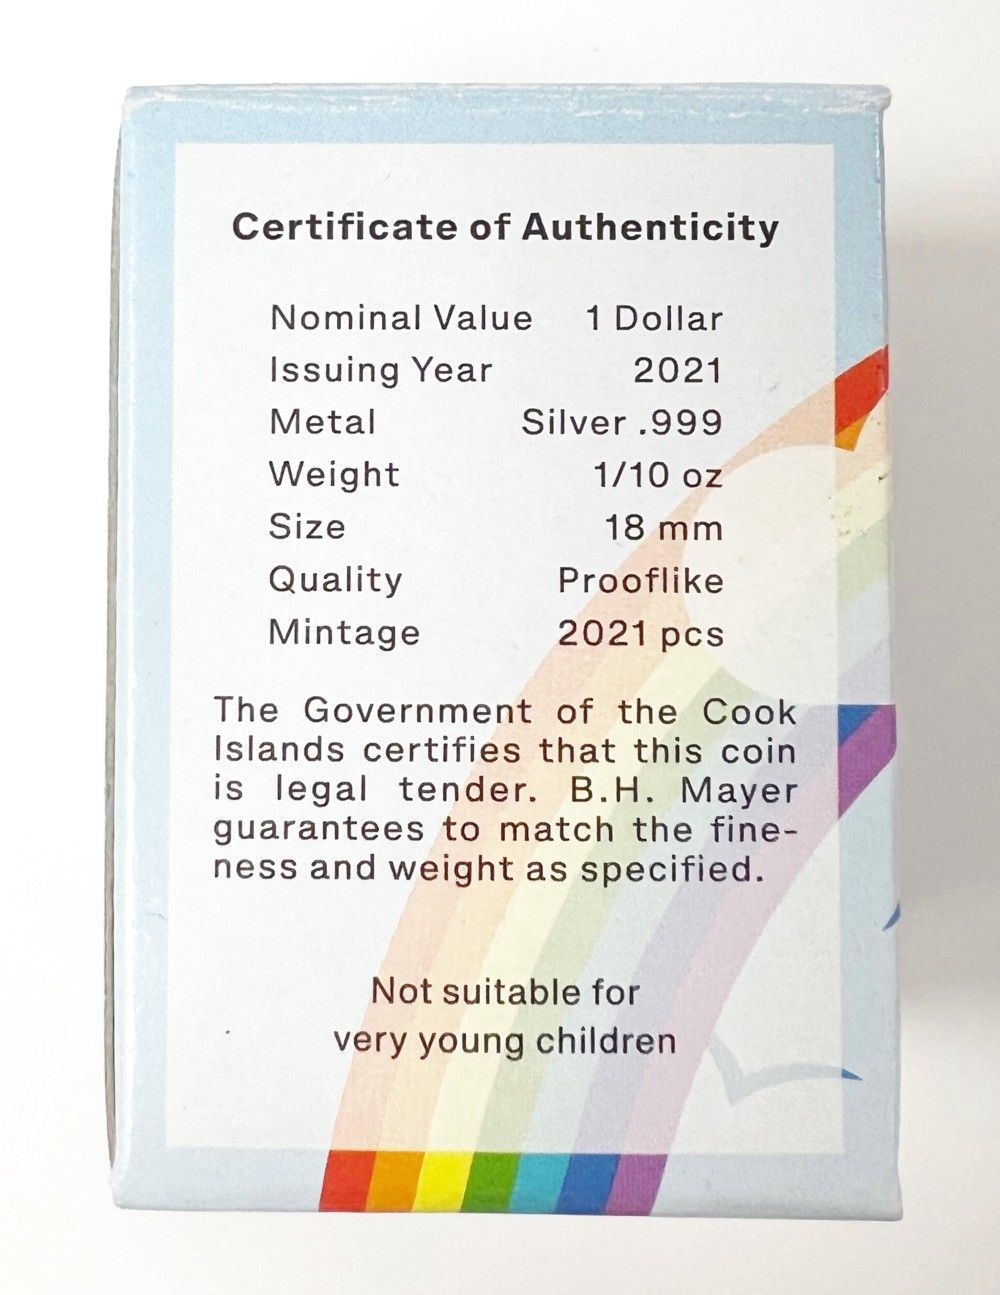 Certificate of Authenticity
Nominal Value 1 Dollar
Issuing Year 2021
Metal Silver .999
Weight 1/10 oz
Size 18 mm
Quality Prooflike
Mintage 2021 pcs
The Government of the Cook
Islands certifies that this coin
is legal tender. B.H. Mayer
guarantees to match the fine-
ness and weight as specified.
Not suitable for
very young children